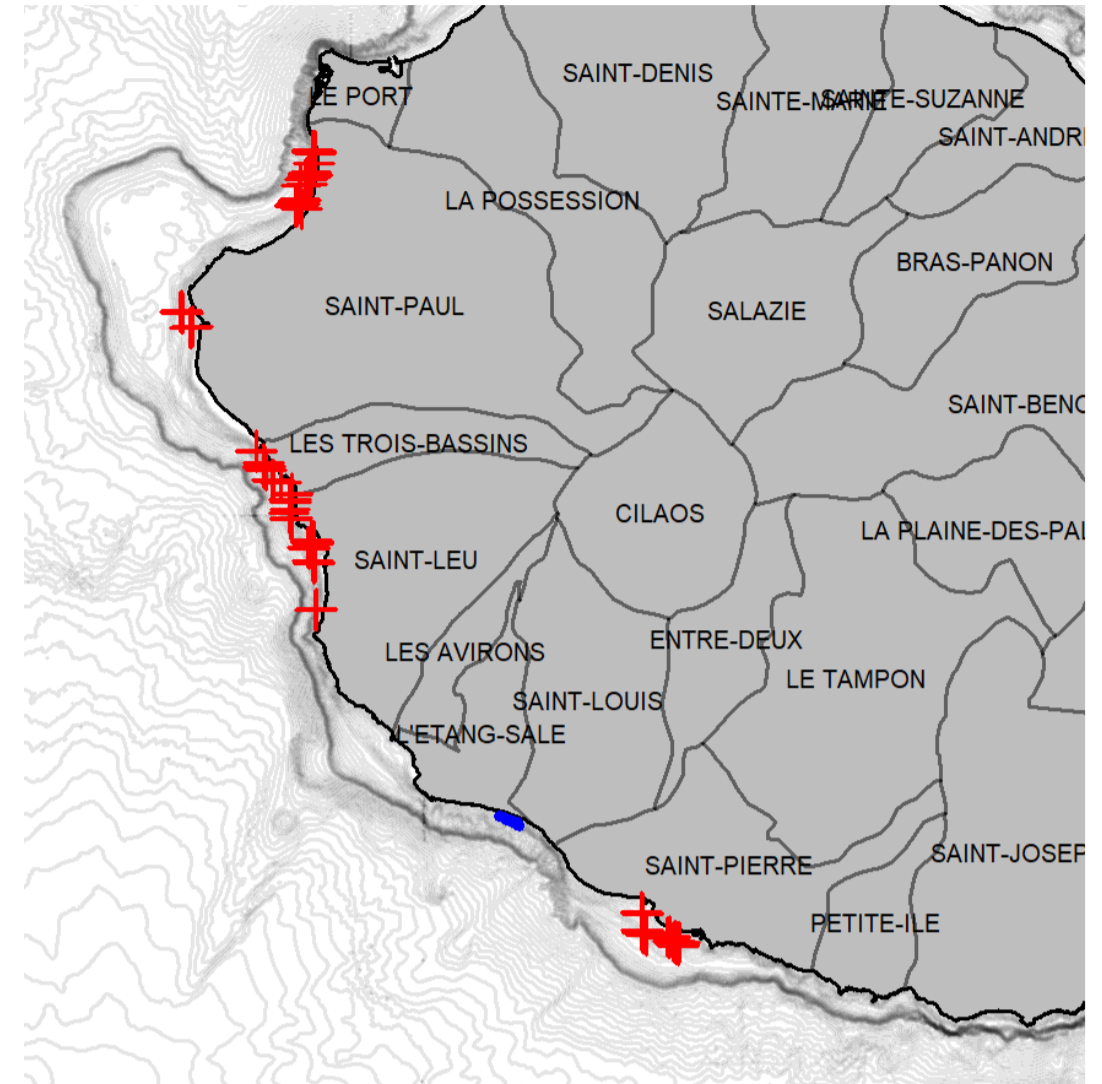 SAINT-DENIS
LE PORT
SAINTE-MARIE
SAINTE-SUZANNE
SAINT-ANDR
LA POSSESSION
BRAS-PANON
SAINT-PAUL
SALAZIE
SAINT-BENO
LES TROIS-BASSINS
CILAOS
LA PLAINE-DES-PAL
SAINT-LEU
ENTRE-DEUX
LES AVIRONS
LE TAMPON
SAINT-LOUIS
L'ETANG-SALE
SAINT-JOSEP
SAINT-PIERRE
PETITE-ILE